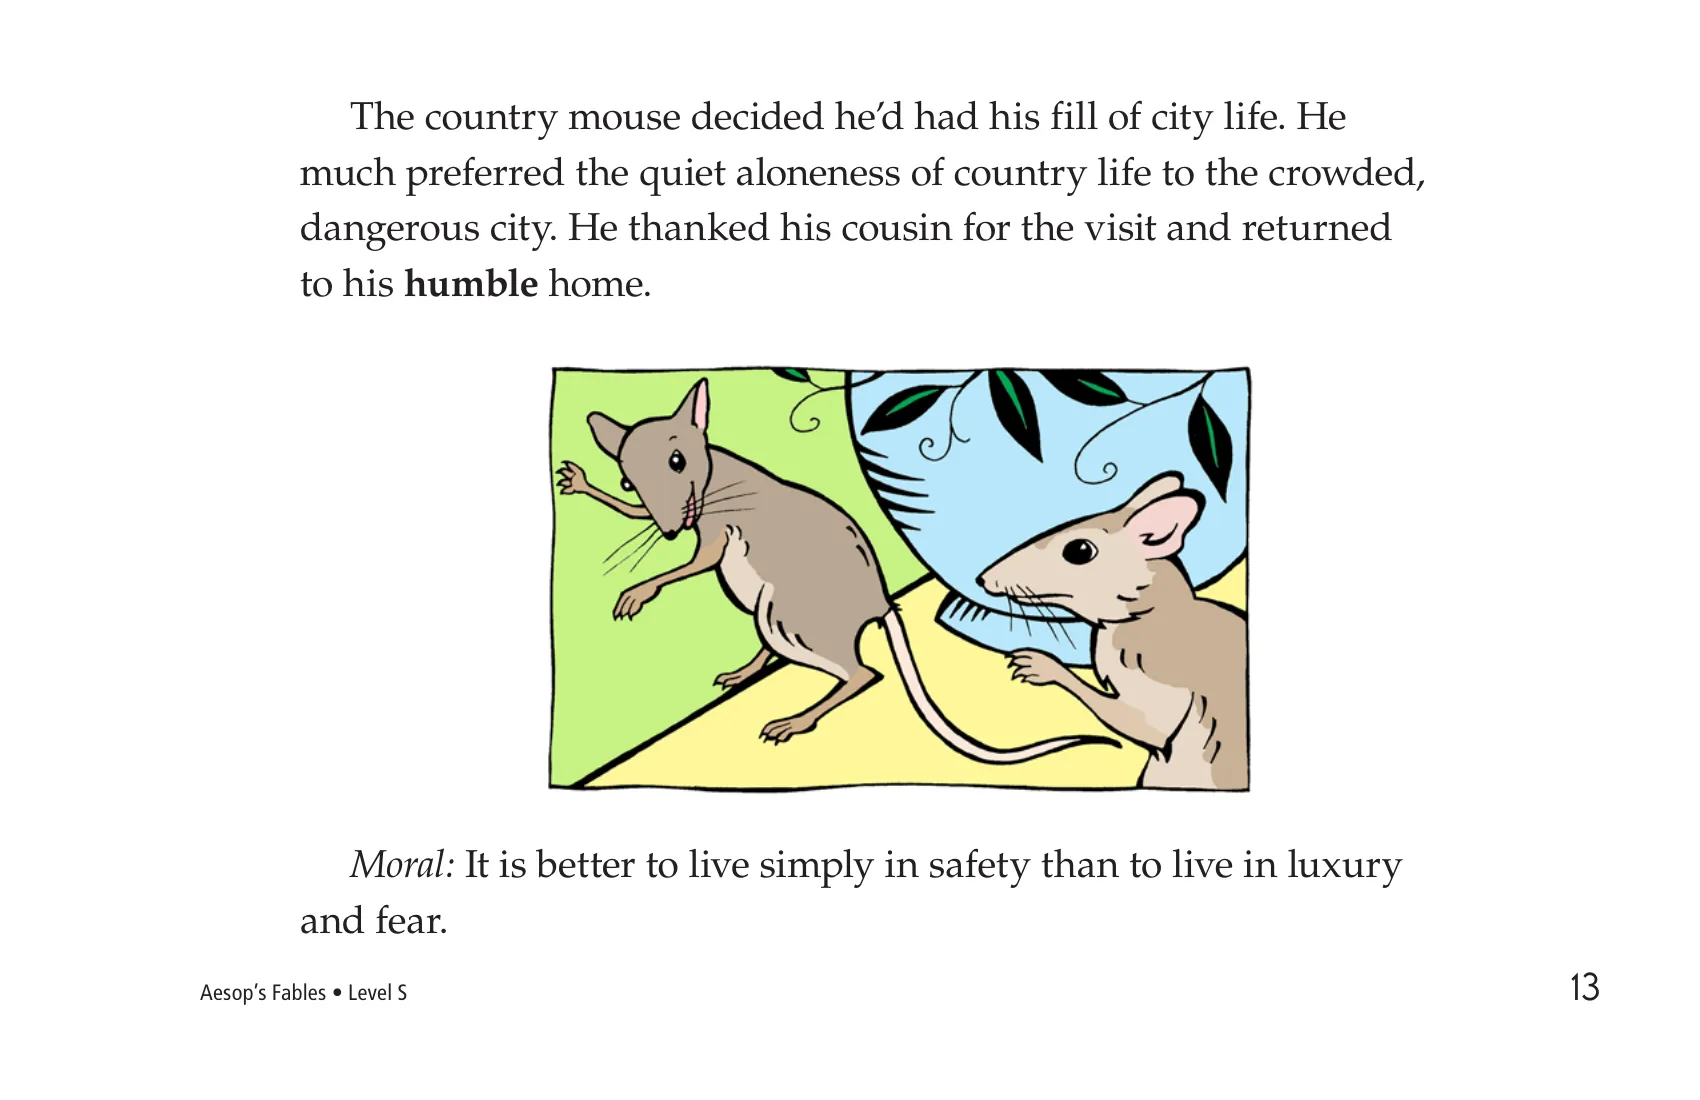 The country mouse decided he’d had his fill of city life. He
much preferred the quiet aloneness of country life to the crowded,
dangerous city. He thanked his cousin for the visit and returned
to his humble home.
Moral: It is better to live simply in safety than to live in luxury
and fear.
Aesop’s Fables • Level S
13